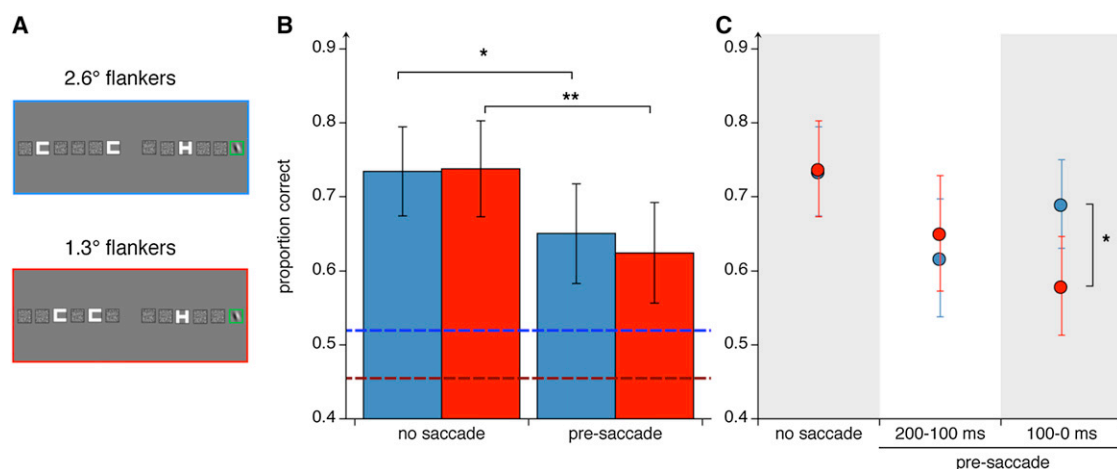 A
2.6° flankers
1.3° flankers
B
proportion correct
0.9
0.8
0.7
0.6
0.5
0.4
*
**
no saccade
pre-saccade
C
0.9
0.8
0.7
0.6
0.5
0.4
*
no saccade
200-100 ms
100-0 ms
pre-saccade